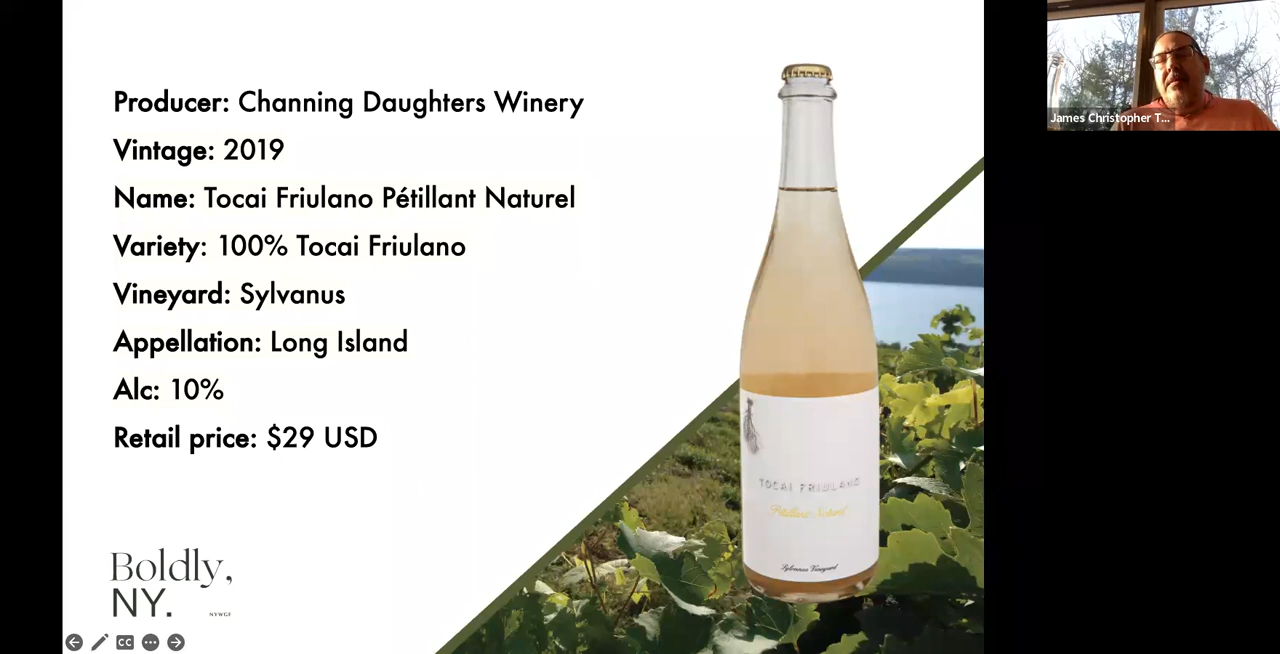 Producer: Channing Daughters Winery
Vintage: 2019
Name: Tocai Friulano Pétillant Naturel
Variety: 100% Tocai Friulano
Vineyard: Sylvanus
Appellation: Long Island
Alc: 10%
Retail price: $29 USD
Boldly,
NY.
NYWGF
CC
TOCAI FRIULANO
Pétillant Naturel
Sylvanus Vineyard
James Christopher T...